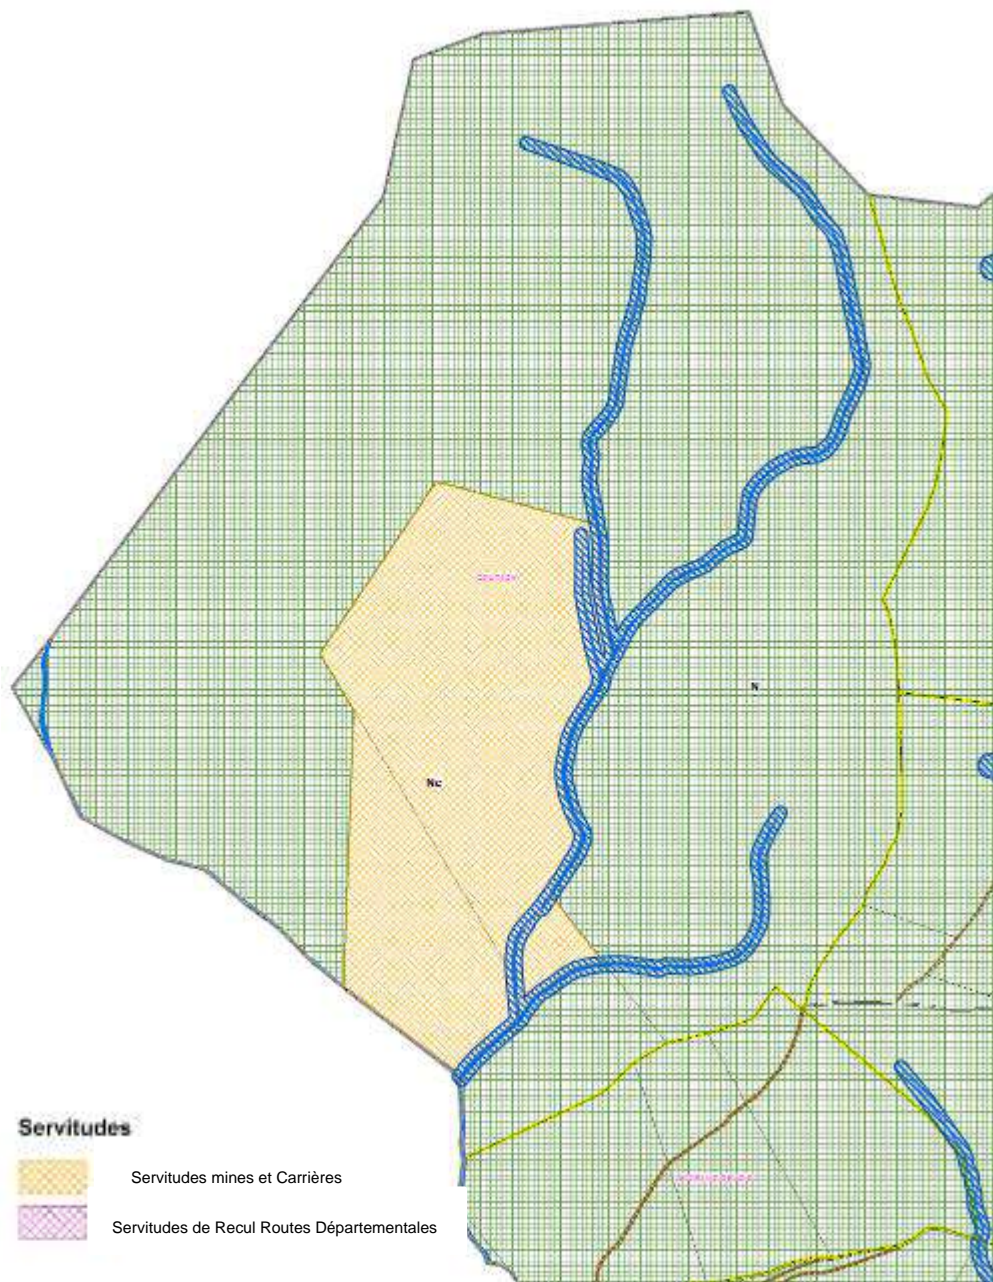 N
Nc
Servitudes
Servitudes mines et Carrières
Servitudes de Recul Routes Départementales